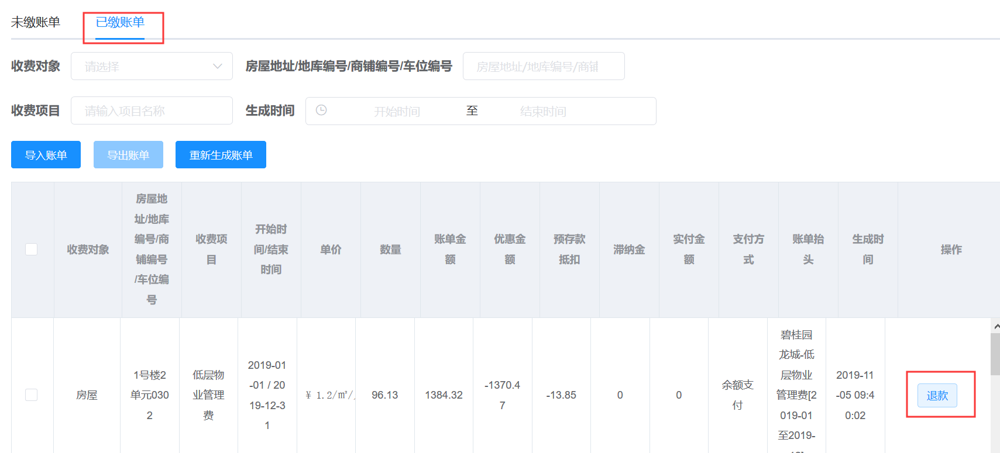 未缴账单 已缴账单
收费对象 请选择 房屋地址/地库编号/商铺编号/车位编号 房屋地址/地库编号/商铺
收费项目 请输入项目名称 生成时间 开始时间 至 结束时间
导入账单 导出账单 重新生成账单
收费对象
房屋地
址/地库
编号/商
铺编号
/车位编
号
收费项
目
开始时
间/结束
时间
单价
数量
账单金
额
优惠金
额
预存款
抵扣
滞纳金
实付金
额
支付方
式
账单抬
头
生成时
间
操作
房屋
1号楼2
单元030
2
低层物
业管理
费
2019-01
-01 / 20
19-12-3
1
¥ 1.2/㎡/
96.13
1384.32
-1370.4
7
-13.85
0
0
余额支
付
碧桂园
龙城-低
层物业
管理费[2
019-01
至2019-
2019-11
-05 09:4
0:02
退款